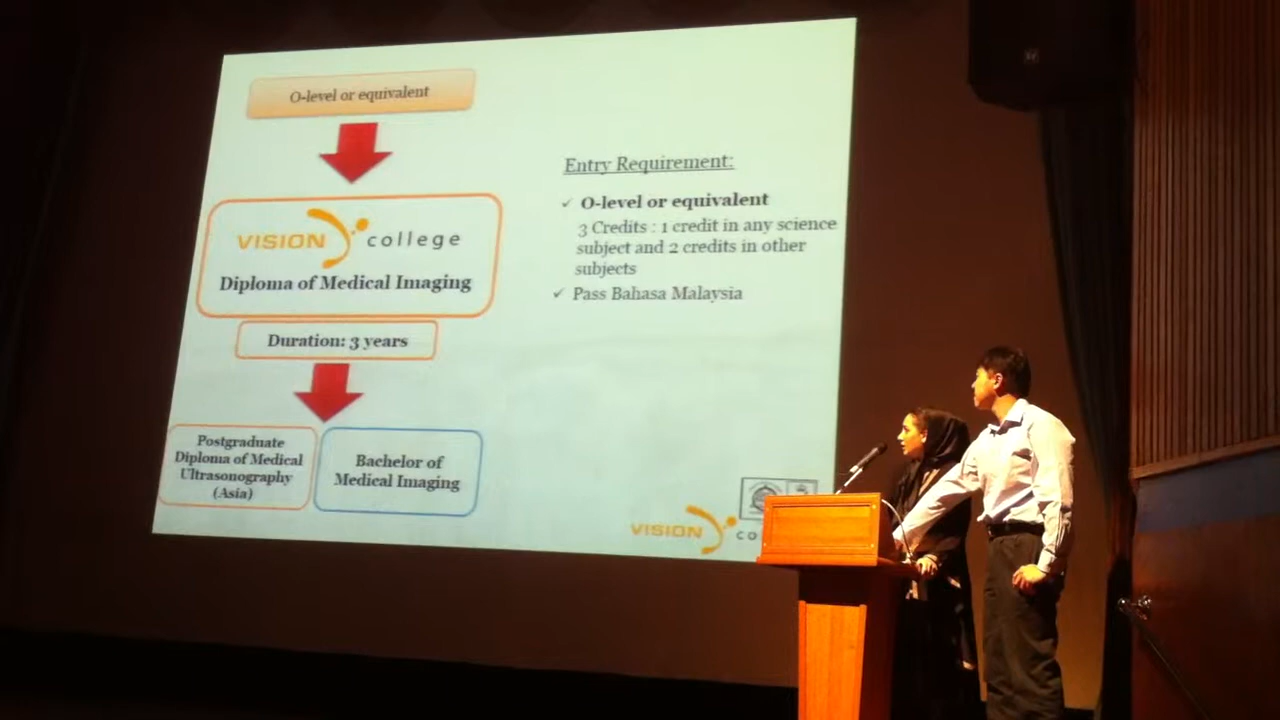 O-level or equivalent
VISION college
Diploma of Medical Imaging
Duration: 3 years
Postgraduate
Diploma of Medical
Ultrasonography
(Asia)
Bachelor of
Medical Imaging
Entry Requirement:
✓ O-level or equivalent
3 Credits : 1 credit in any science
subject and 2 credits in other
subjects
✓ Pass Bahasa Malaysia
VISION co